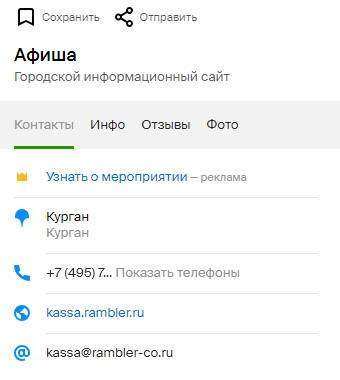 Сохранить Отправить
Афиша
Городской информационный сайт
Контакты Инфо Отзывы Фото
Узнать о мероприятии – реклама
Курган
Курган
+7 (495) 7... Показать телефоны
kassa.rambler.ru
kassa@rambler-co.ru